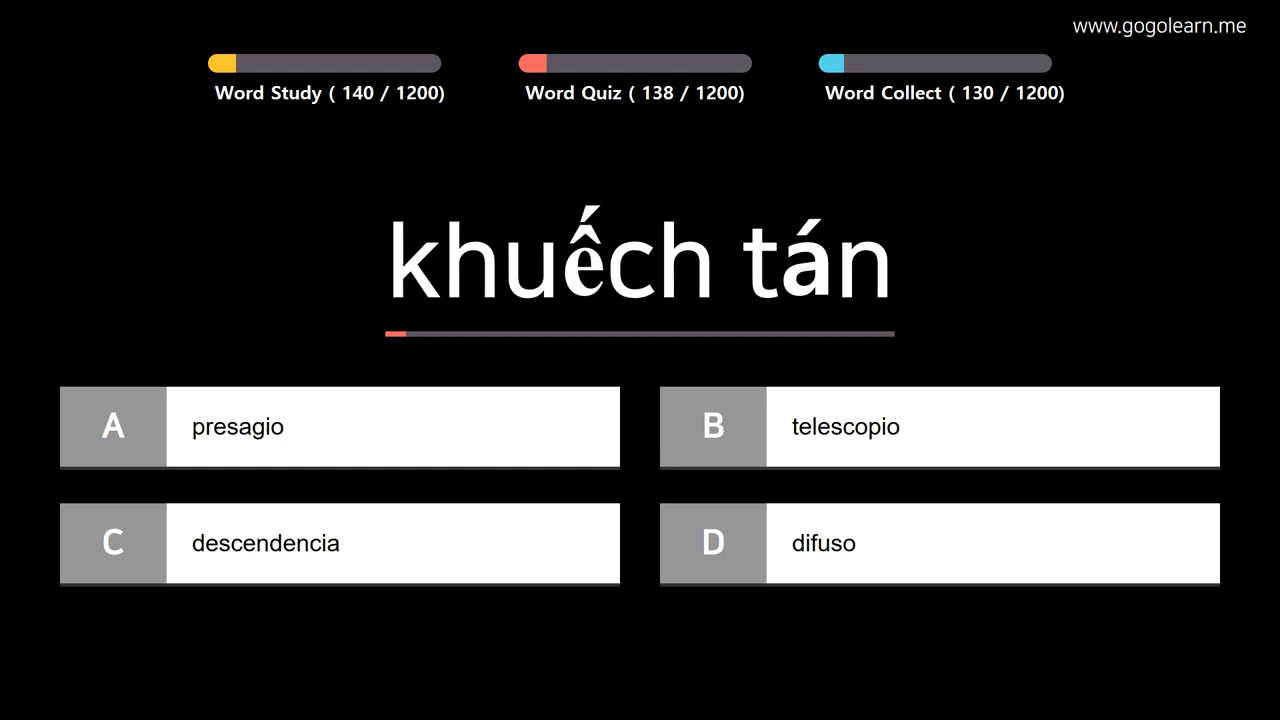 www.gogolearn.me
Word Study ( 140 / 1200)
Word Quiz ( 138 / 1200)
Word Collect ( 130 / 1200)
khuếch tán
A presagio
B telescopio
C descendencia
D difuso